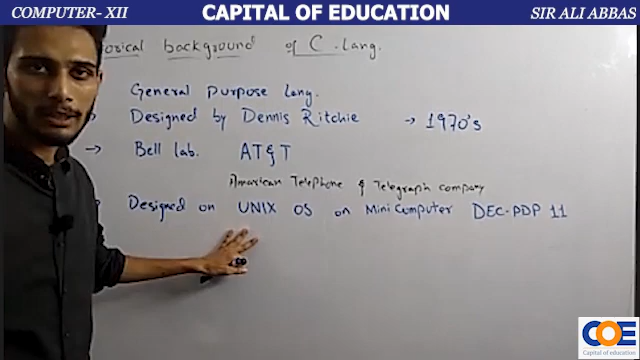 COMPUTER- XII
CAPITAL OF EDUCATION
SIR ALI ABBAS
background of C. lang.
General Purpose Lang.
Designed by Dennis Ritchie → 1970's
→ Bell lab. AT&T
American Telephone & Telegraph company
Designed on UNIX OS on MiniComputer DEC-PDP 11
COE
Capital of education